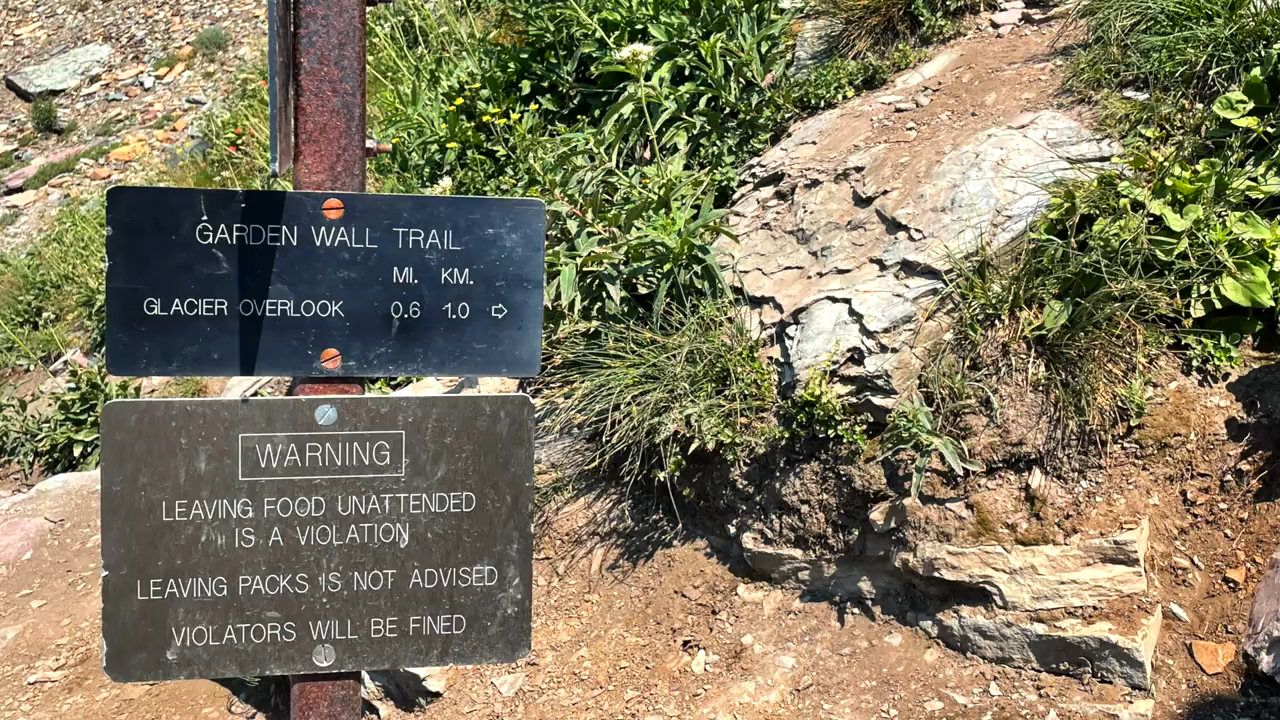 GARDEN WALL TRAIL
MI. KM.
GLACIER OVERLOOK 0.6 1.0 ⇨
WARNING
LEAVING FOOD UNATTENDED
IS A VIOLATION
LEAVING PACKS IS NOT ADVISED
VIOLATORS WILL BE FINED